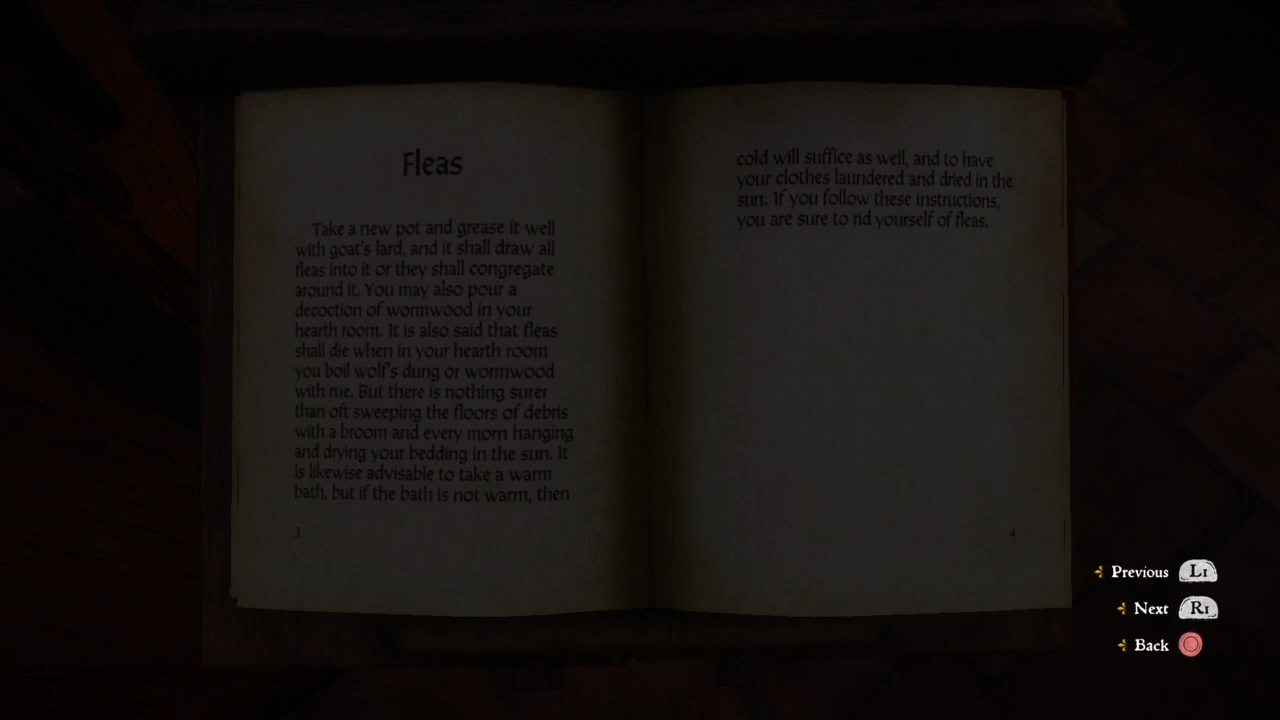 Fleas
Take a new pot and grease it well
with goat's lard, and it shall draw all
fleas into it or they shall congregate
around it. You may also pour a
decoction of wormwood in your
hearth room. It is also said that fleas
shall die when in your hearth room
you boil wolf's dung or wormwood
with rue. But there is nothing surer
than oft sweeping the floors of debris
with a broom and every morn hanging
and drying your bedding in the sun. It
is likewise advisable to take a warm
bath, but if the bath is not warm, then
3
cold will suffice as well, and to have
your clothes laundered and dried in the
sun. If you follow these instructions,
you are sure to rid yourself of fleas.
4
Previous L1
Next R1
Back